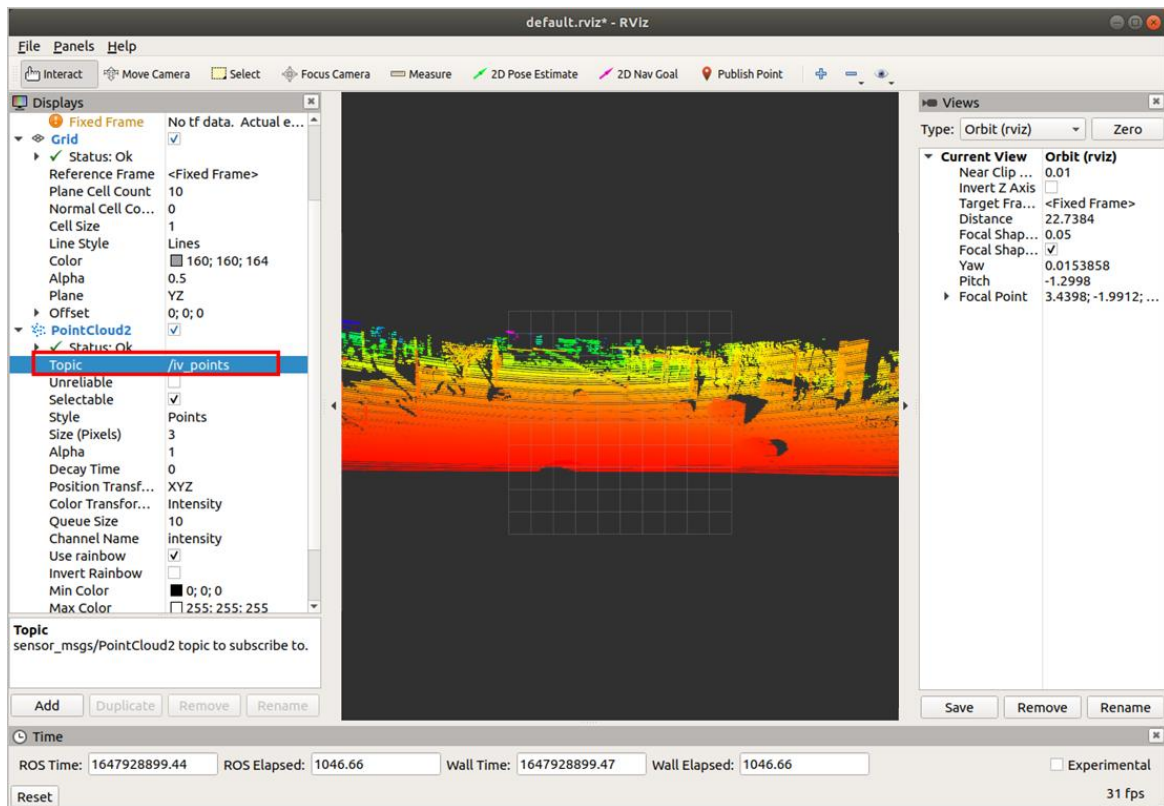 default.rviz* - RViz
File Panels Help
Interact Move Camera Select Focus Camera Measure 2D Pose Estimate 2D Nav Goal Publish Point
Displays
Fixed Frame No tf data. Actual e...
Grid
Status: Ok
Reference Frame <Fixed Frame>
Plane Cell Count 10
Normal Cell Co... 0
Cell Size 1
Line Style Lines
Color 160; 160; 164
Alpha 0.5
Plane YZ
Offset 0; 0; 0
PointCloud2
Status: Ok
Topic /iv_points
Unreliable
Selectable
Style Points
Size (Pixels) 3
Alpha 1
Decay Time 0
Position Transf... XYZ
Color Transfor... Intensity
Queue Size 10
Channel Name intensity
Use rainbow
Invert Rainbow
Min Color 0; 0; 0
Max Color 255; 255; 255
Topic
sensor_msgs/PointCloud2 topic to subscribe to.
Add Duplicate Remove Rename
Views
Type: Orbit (rviz) Zero
Current View Orbit (rviz)
Near Clip ... 0.01
Invert Z Axis
Target Fra... <Fixed Frame>
Distance 22.7384
Focal Shap... 0.05
Focal Shap...
Yaw 0.0153858
Pitch -1.2998
Focal Point 3.4398; -1.9912; ...
Save Remove Rename
Time
ROS Time: 1647928899.44 ROS Elapsed: 1046.66 Wall Time: 1647928899.47 Wall Elapsed: 1046.66 Experimental
Reset 31 fps